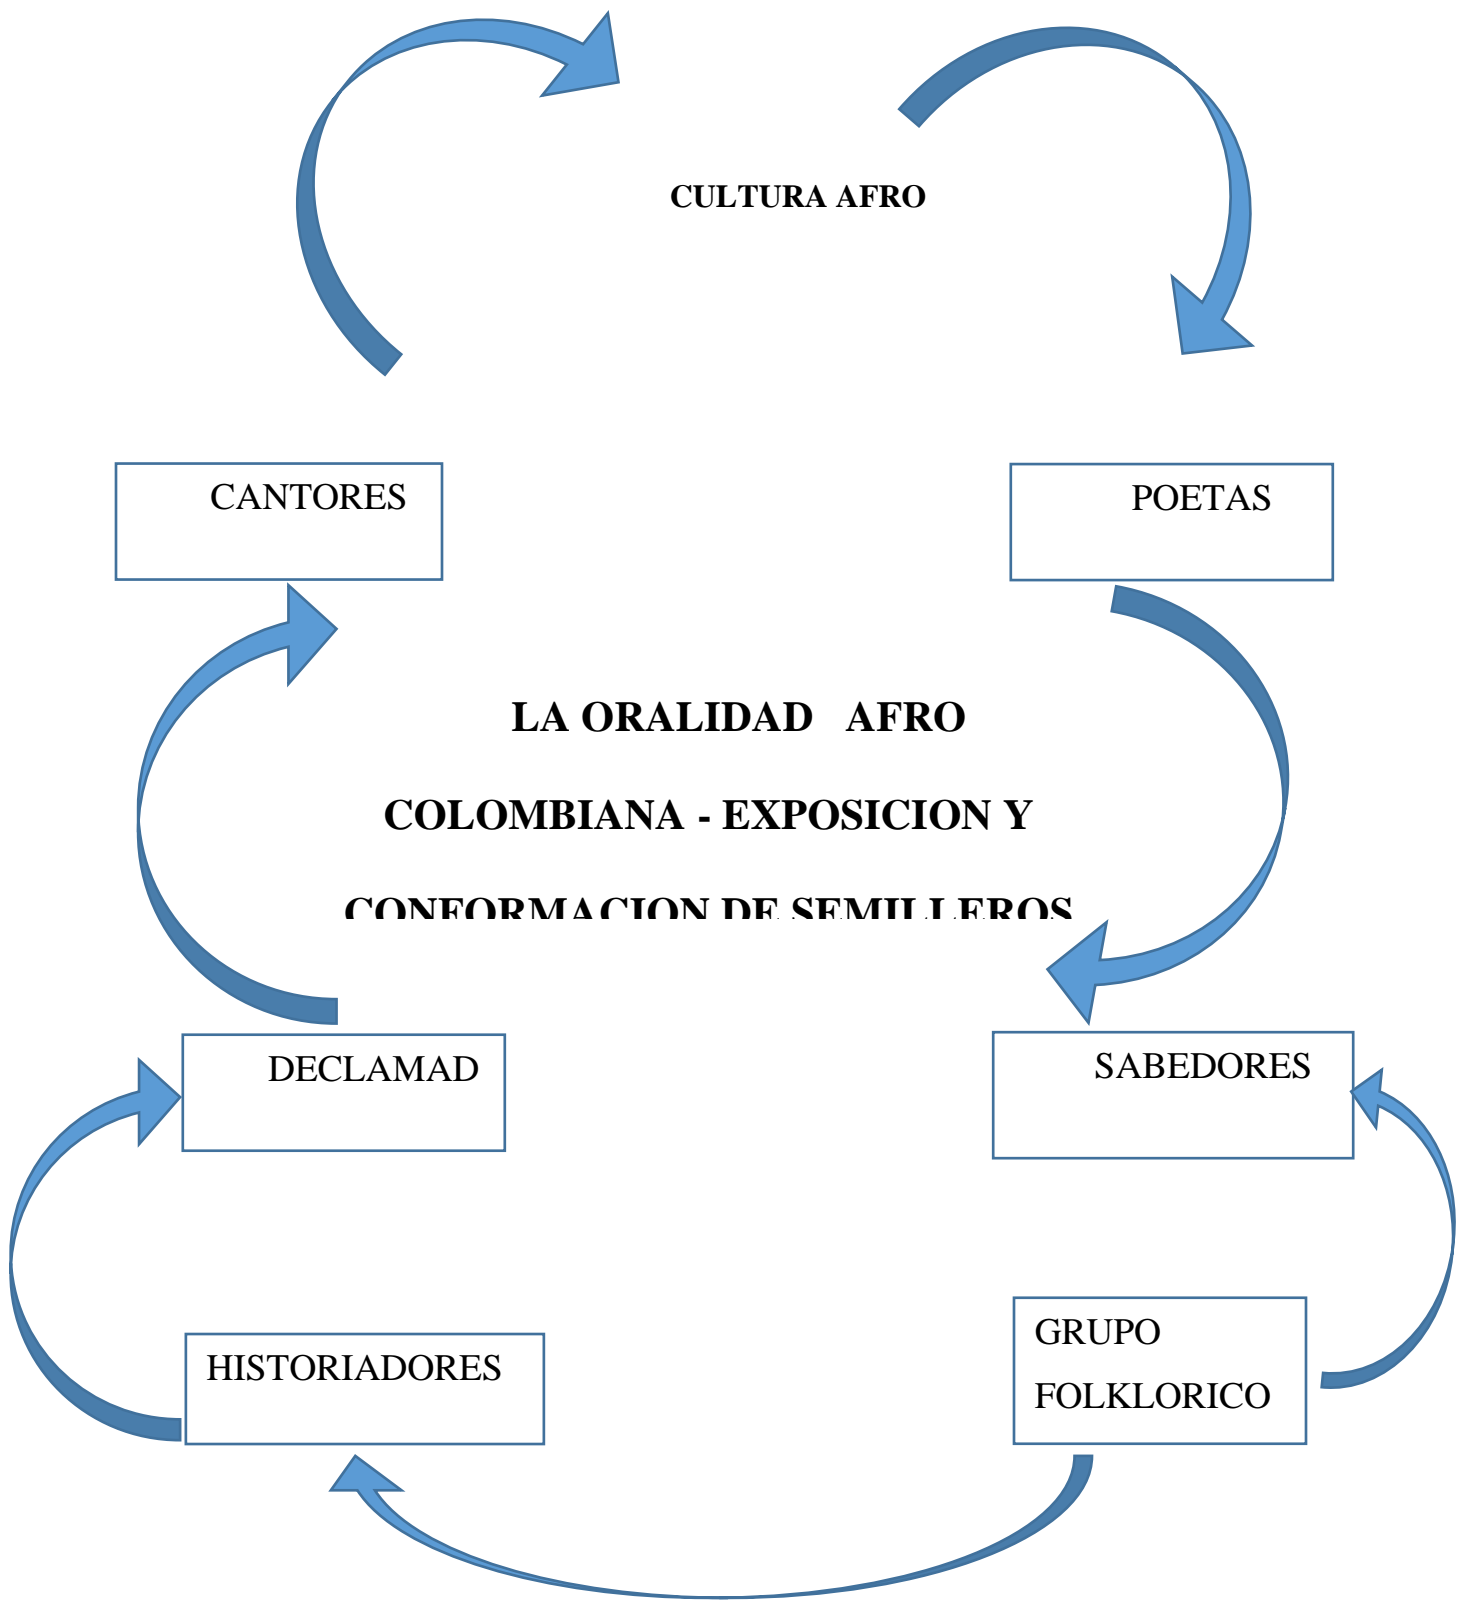 CULTURA AFRO
CANTORES
POETAS
LA ORALIDAD AFRO
COLOMBIANA - EXPOSICION Y
CONFORMACION DE SEMILLEROS
DECLAMAD
SABEDORES
HISTORIADORES
GRUPO
FOLKLORICO